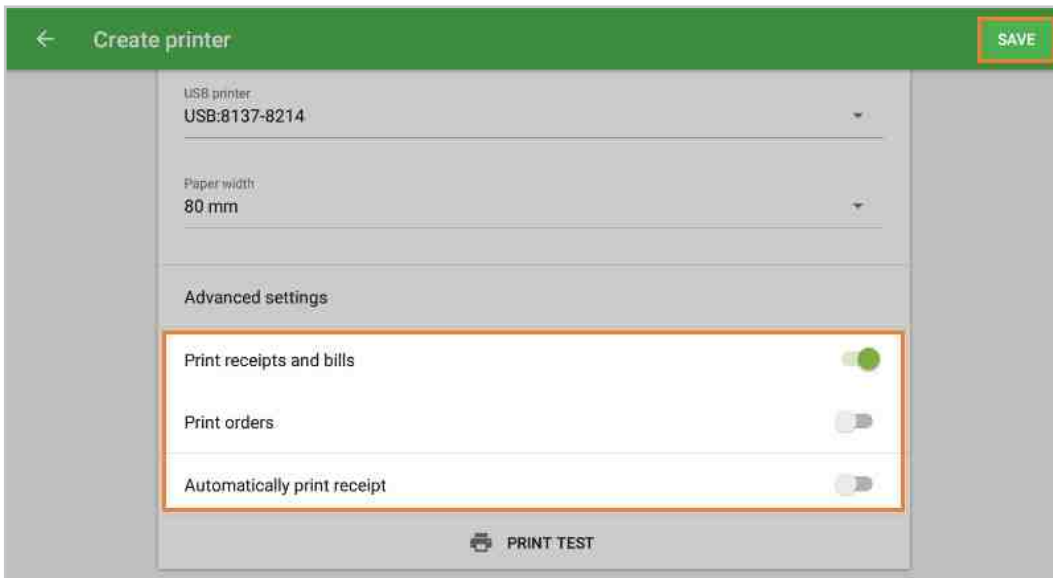 Create printer
SAVE
USB printer
USB:8137-8214
Paper width
80 mm
Advanced settings
Print receipts and bills
Print orders
Automatically print receipt
PRINT TEST